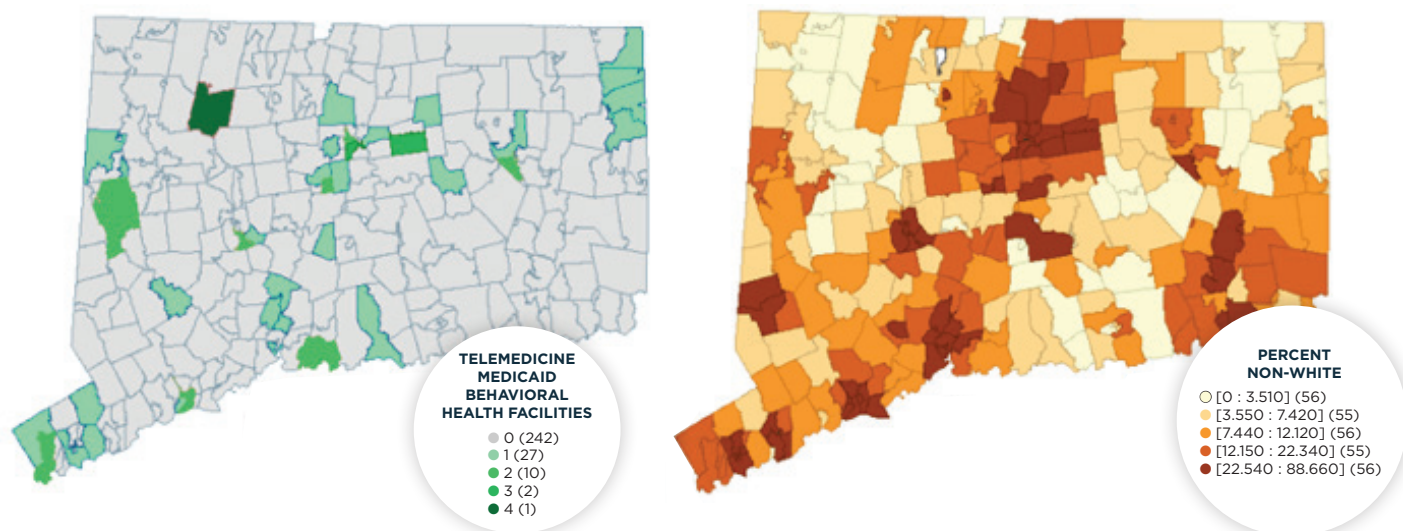 TELEMEDICINE
MEDICAID
BEHAVIORAL
HEALTH FACILITIES
0 (242)
1 (27)
2 (10)
3 (2)
4 (1)
PERCENT
NON-WHITE
[0 : 3.510] (56)
[3.550 : 7.420] (55)
[7.440 : 12.120] (56)
[12.150 : 22.340] (55)
[22.540 : 88.660] (56)